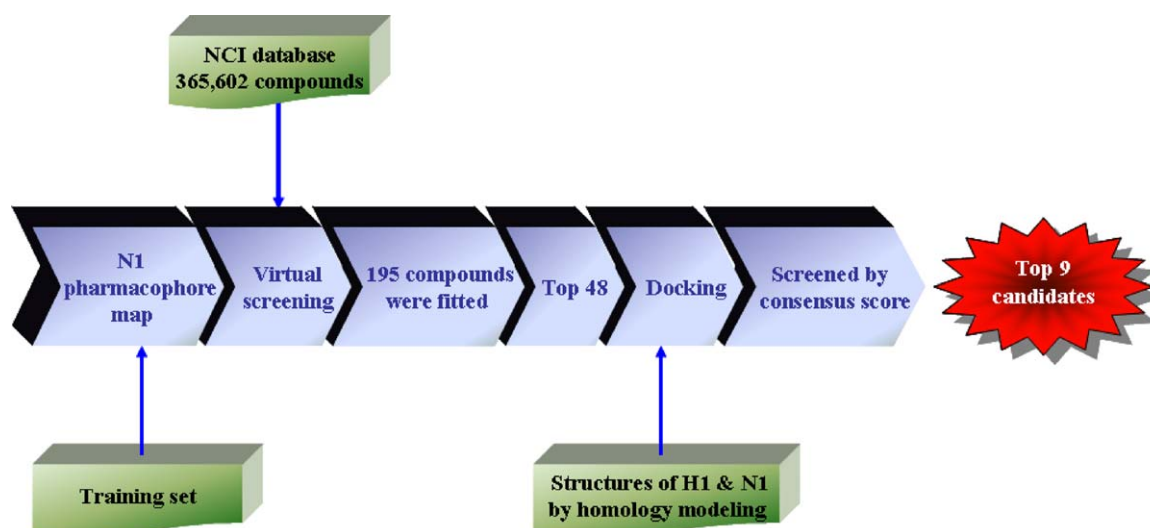 NCI database
365,602 compounds
N1
pharmacophore
map
Virtual
screening
195 compounds
were fitted
Top 48
Docking
Screened by
consensus score
Top 9
candidates
Training set
Structures of H1 & N1
by homology modeling